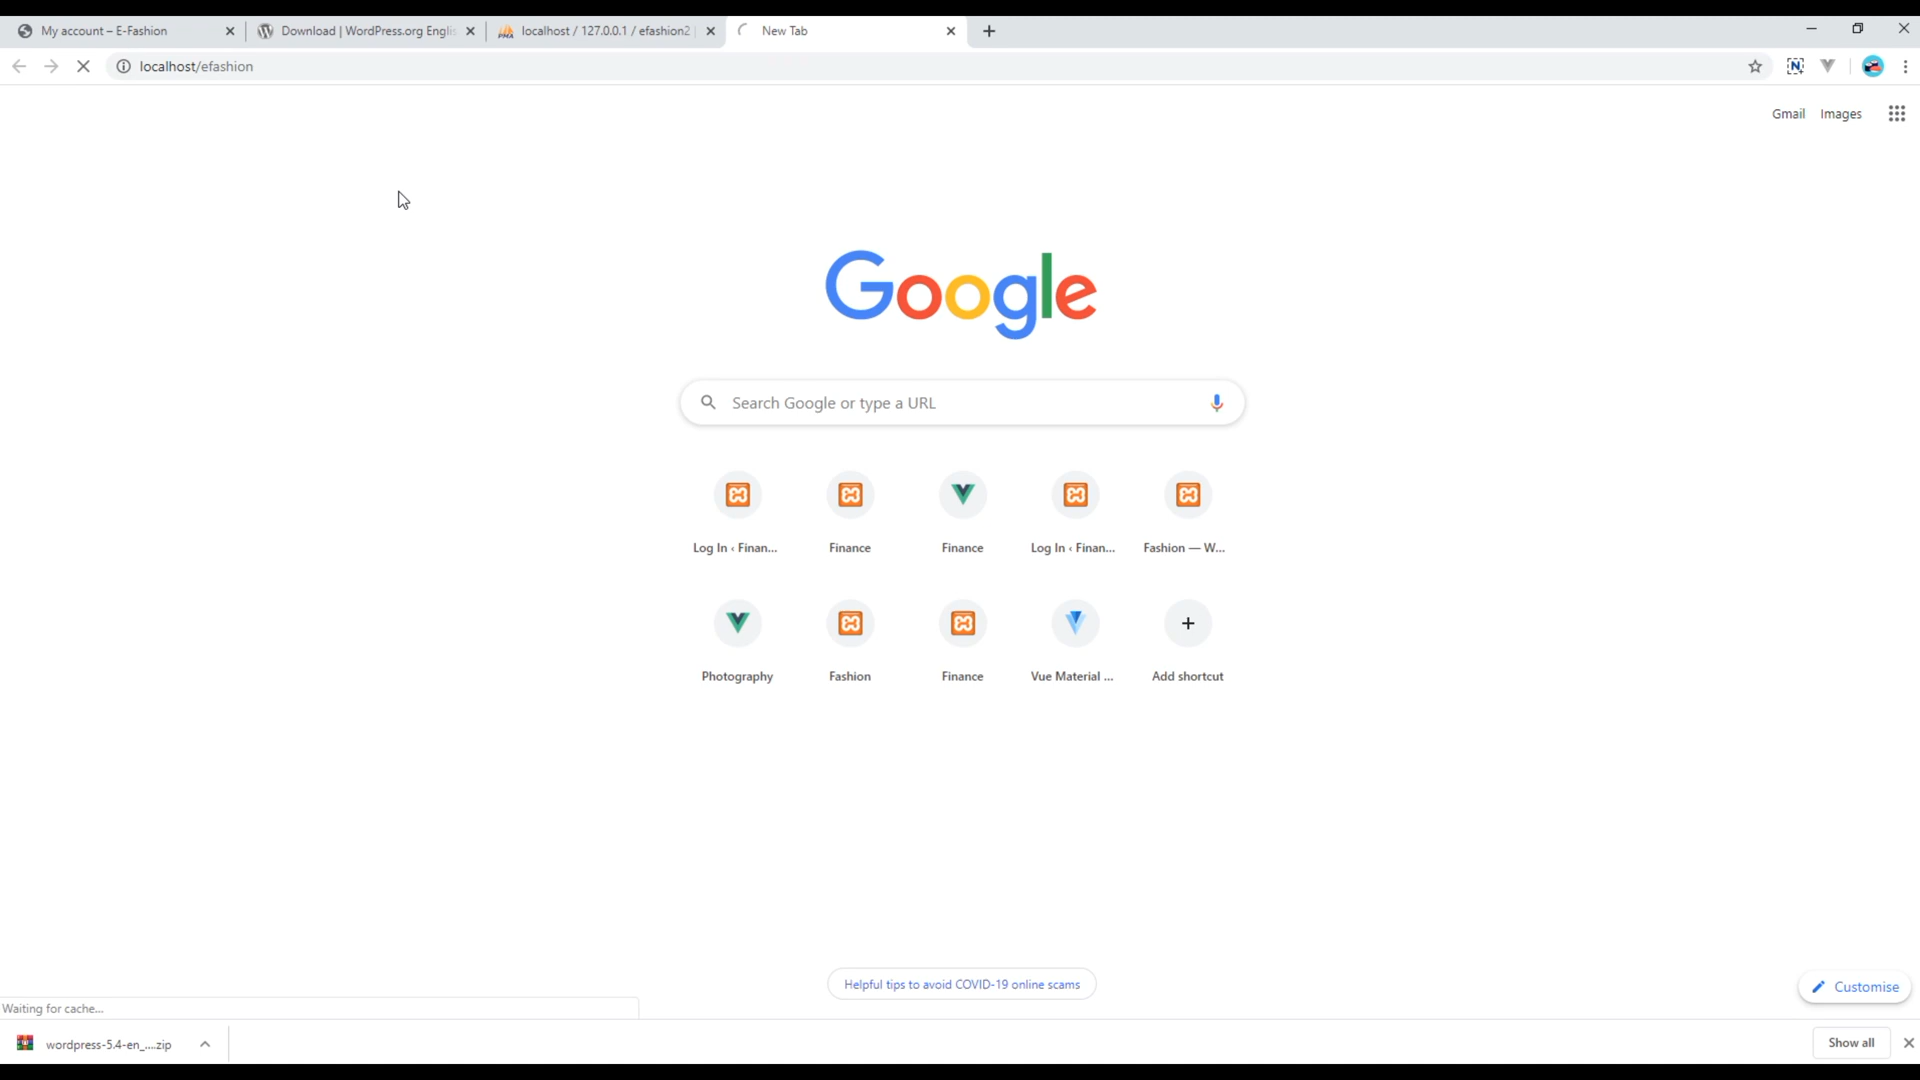 My account – E-Fashion
Download | WordPress.org Englis
localhost / 127.0.0.1 / efashion2 |
New Tab
localhost/efashion
Gmail Images
Google
Search Google or type a URL
Log In ‹ Finan...
Finance
Finance
Log In ‹ Finan...
Fashion — W...
Photography
Fashion
Finance
Vue Material ...
Add shortcut
Helpful tips to avoid COVID-19 online scams
Customise
Waiting for cache...
wordpress-5.4-en_....zip
Show all